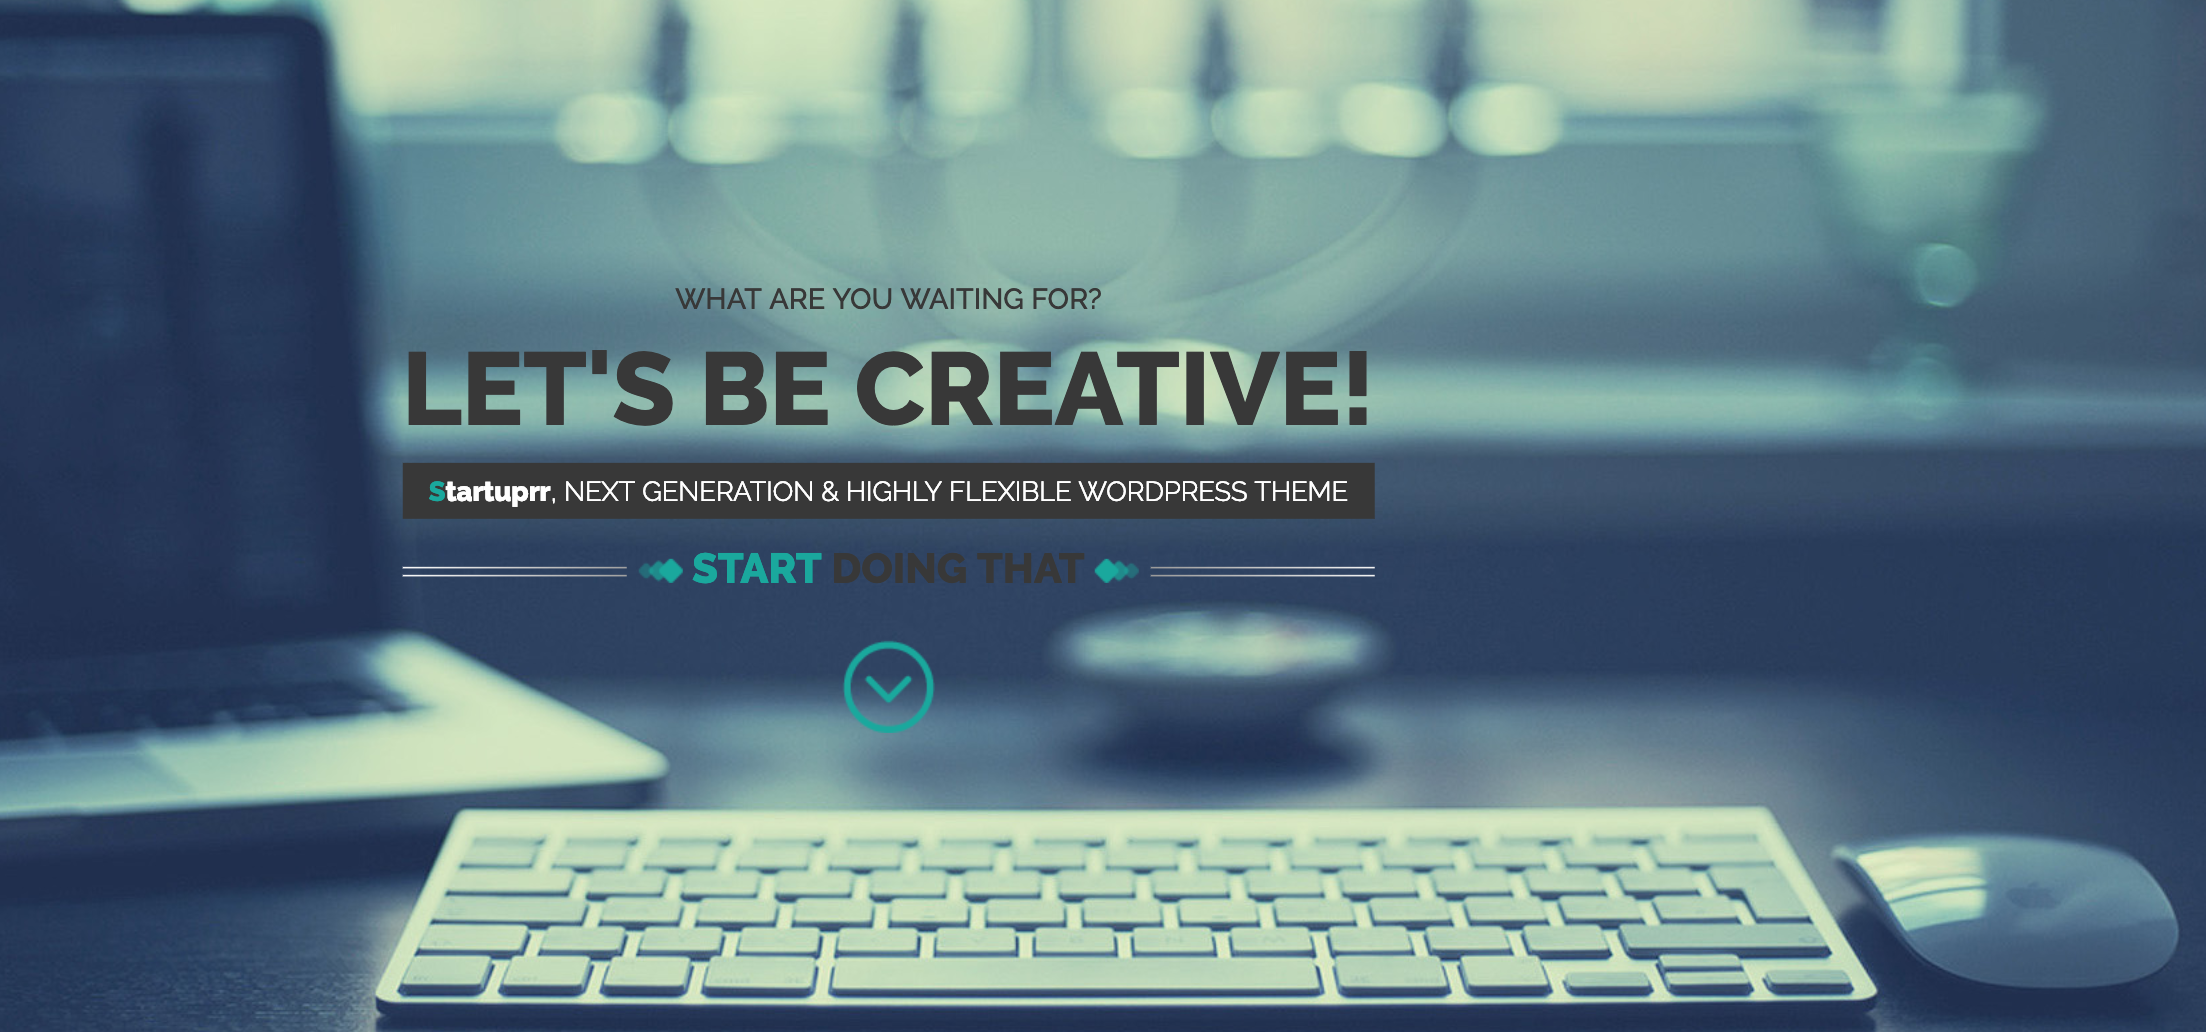 WHAT ARE YOU WAITING FOR?
LET'S BE CREATIVE!
Startuprr, NEXT GENERATION & HIGHLY FLEXIBLE WORDPRESS THEME
START DOING THAT